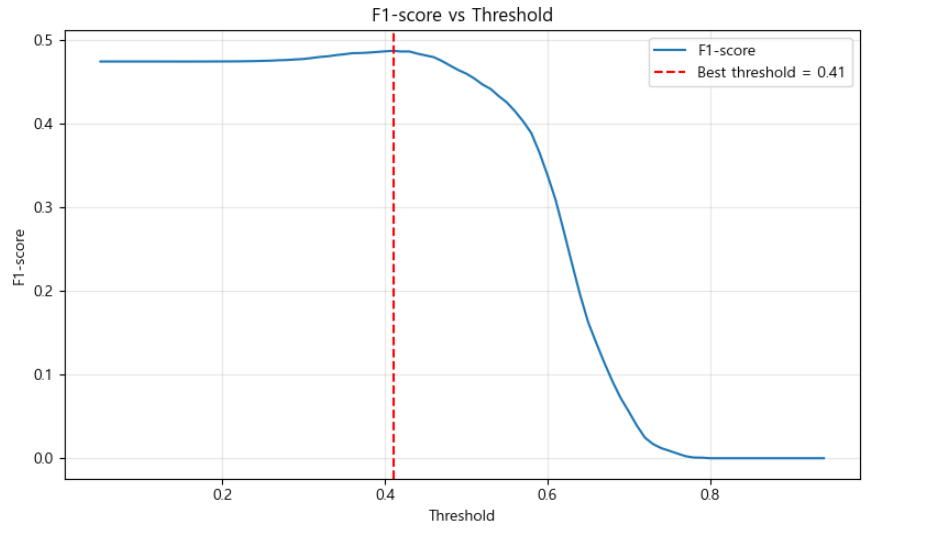 F1-score vs Threshold
F1-score
Best threshold = 0.41
0.5
0.4
0.3
0.2
0.1
0.0
F1-score
0.2
0.4
0.6
0.8
Threshold